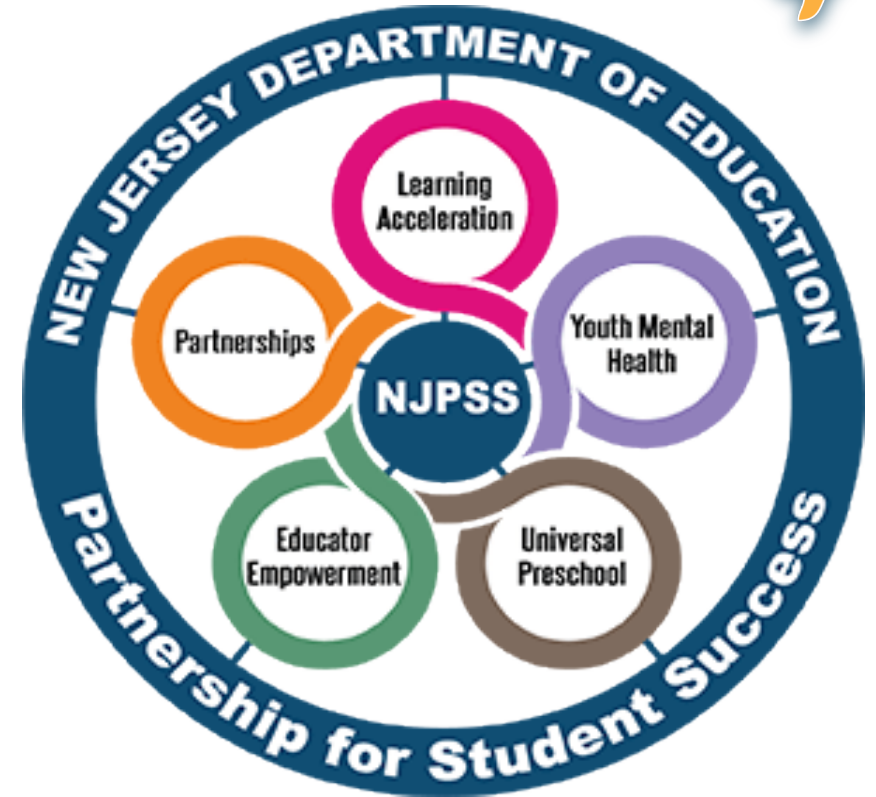 NEW JERSEY DEPARTMENT OF EDUCATION
Learning
Acceleration
Partnerships
Youth Mental
Health
NJPSS
Educator
Empowerment
Universal
Preschool
Partnership for Student Success